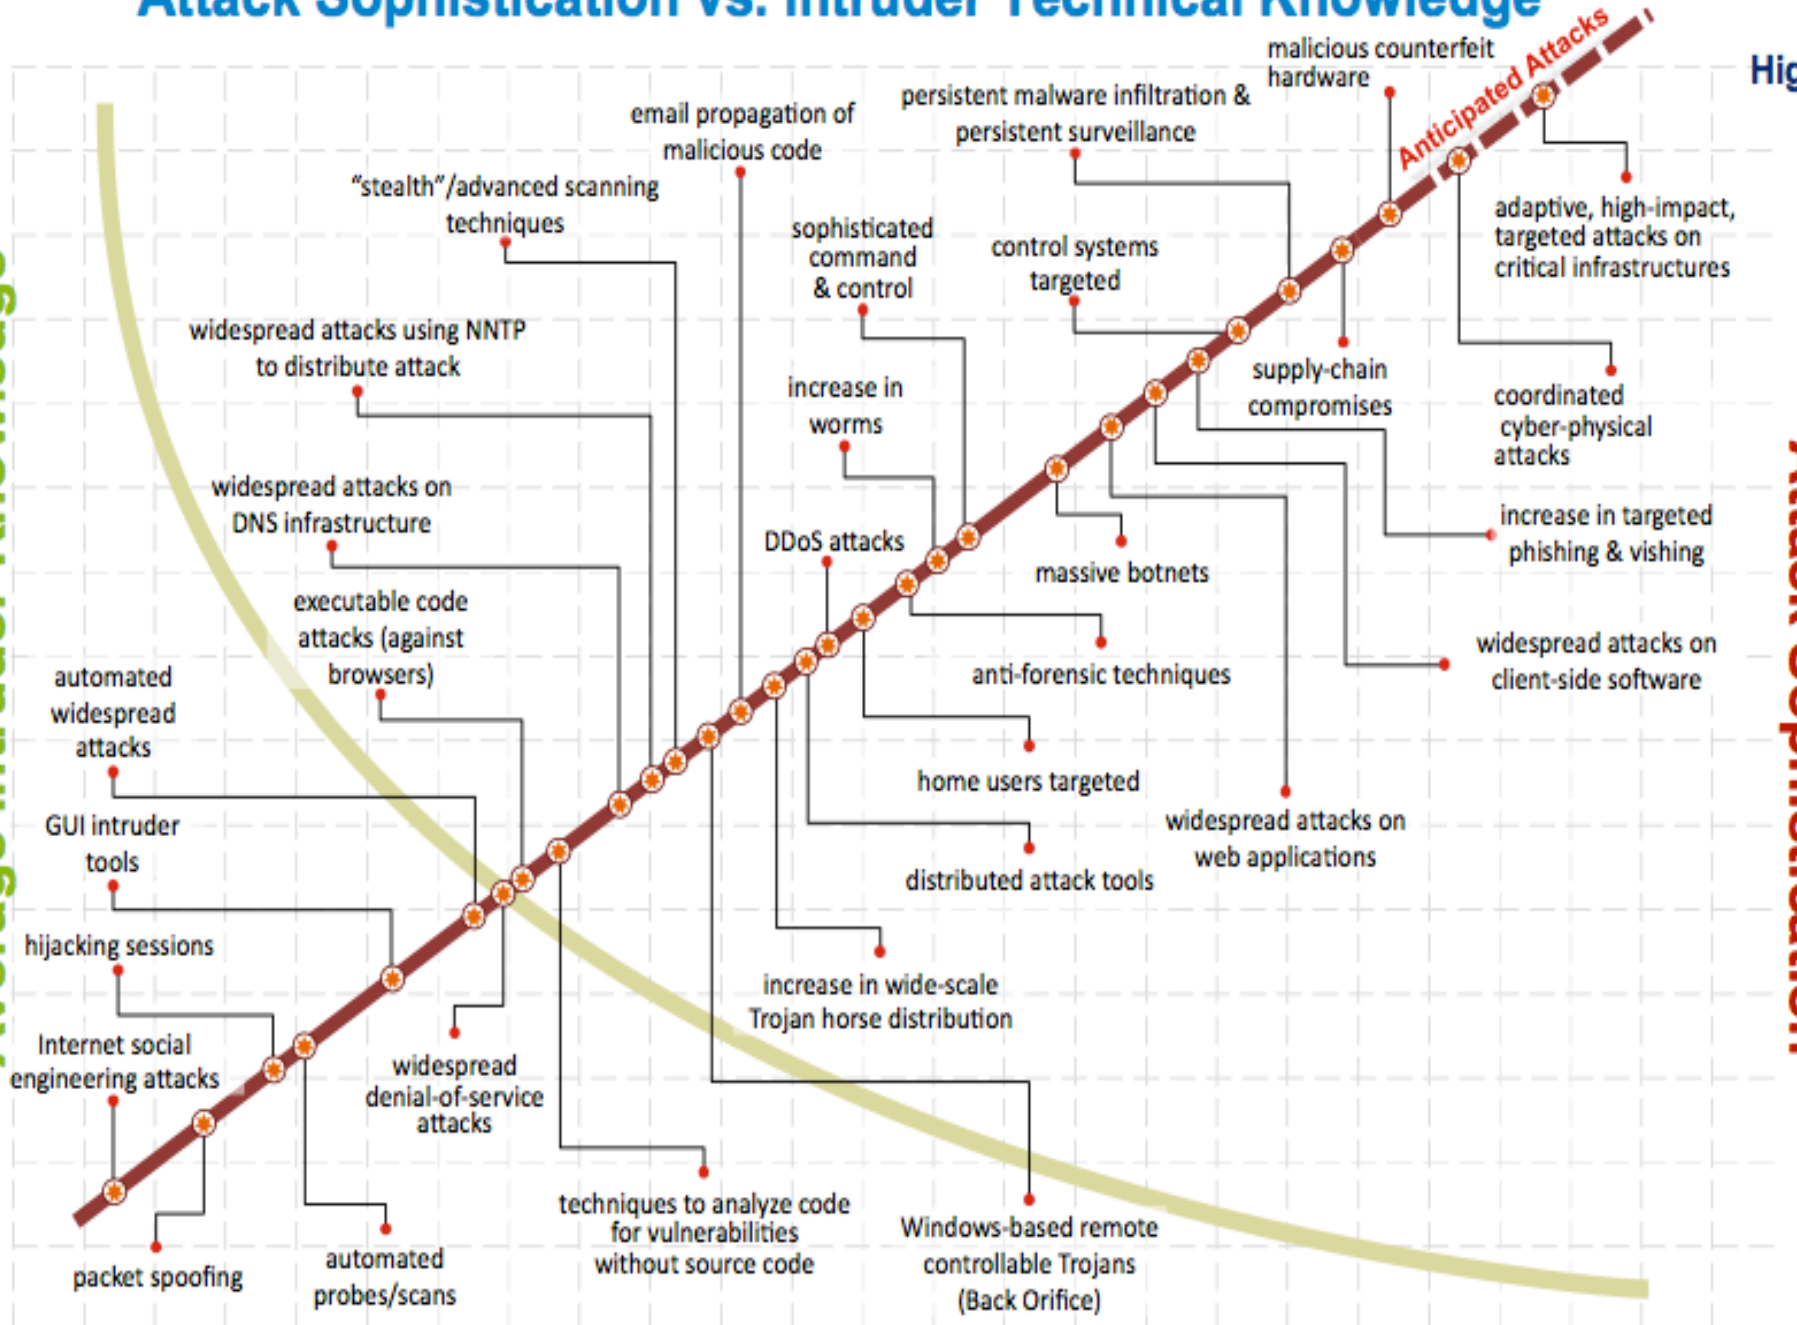 Attack Sophistication vs. Intruder Technical Knowledge
Hig
Anticipated Attacks
malicious counterfeit
hardware
persistent malware infiltration &
persistent surveillance
email propagation of
malicious code
"stealth"/advanced scanning
techniques
adaptive, high-impact,
targeted attacks on
critical infrastructures
sophisticated
command
& control
control systems
targeted
widespread attacks using NNTP
to distribute attack
supply-chain
compromises
increase in
worms
coordinated
cyber-physical
attacks
widespread attacks on
DNS infrastructure
increase in targeted
phishing & vishing
DDoS attacks
massive botnets
executable code
attacks (against
browsers)
widespread attacks on
client-side software
anti-forensic techniques
automated
widespread
attacks
home users targeted
GUI intruder
tools
widespread attacks on
web applications
distributed attack tools
hijacking sessions
increase in wide-scale
Trojan horse distribution
Internet social
engineering attacks
widespread
denial-of-service
attacks
techniques to analyze code
for vulnerabilities
without source code
Windows-based remote
controllable Trojans
(Back Orifice)
packet spoofing
automated
probes/scans